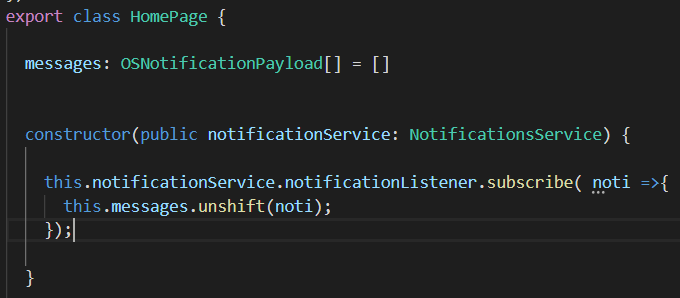 export class HomePage {
messages: OSNotificationPayload[] = []
constructor(public notificationService: NotificationsService) {
this.notificationService.notificationListener.subscribe( noti =>{
this.messages.unshift(noti);
});
}